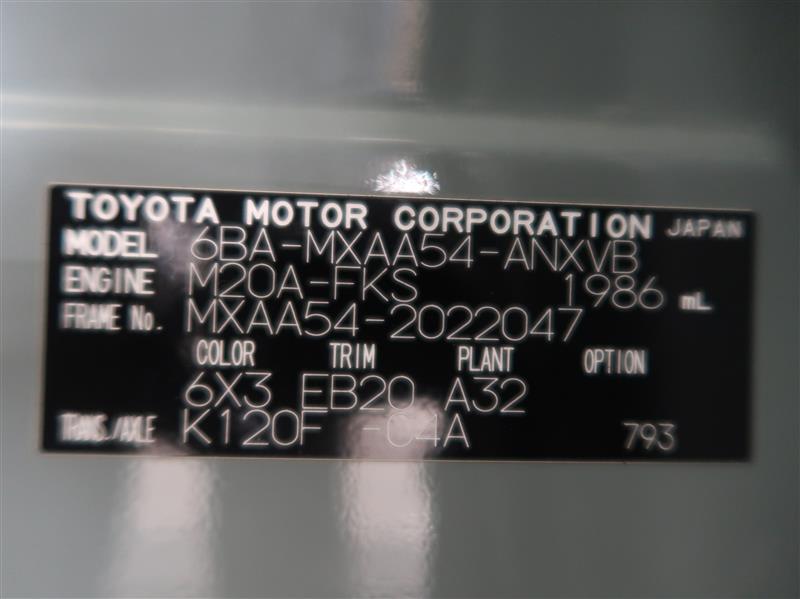 TOYOTA MOTOR CORPORATION JAPAN
MODEL 6BA-MXAA54-ANXVB
ENGINE M20A-FKS 1986 mL
FRAME No. MXAA54-2022047
COLOR TRIM PLANT OPTION
6X3 EB20 A32
TRANS./AXLE K120F -04A 793